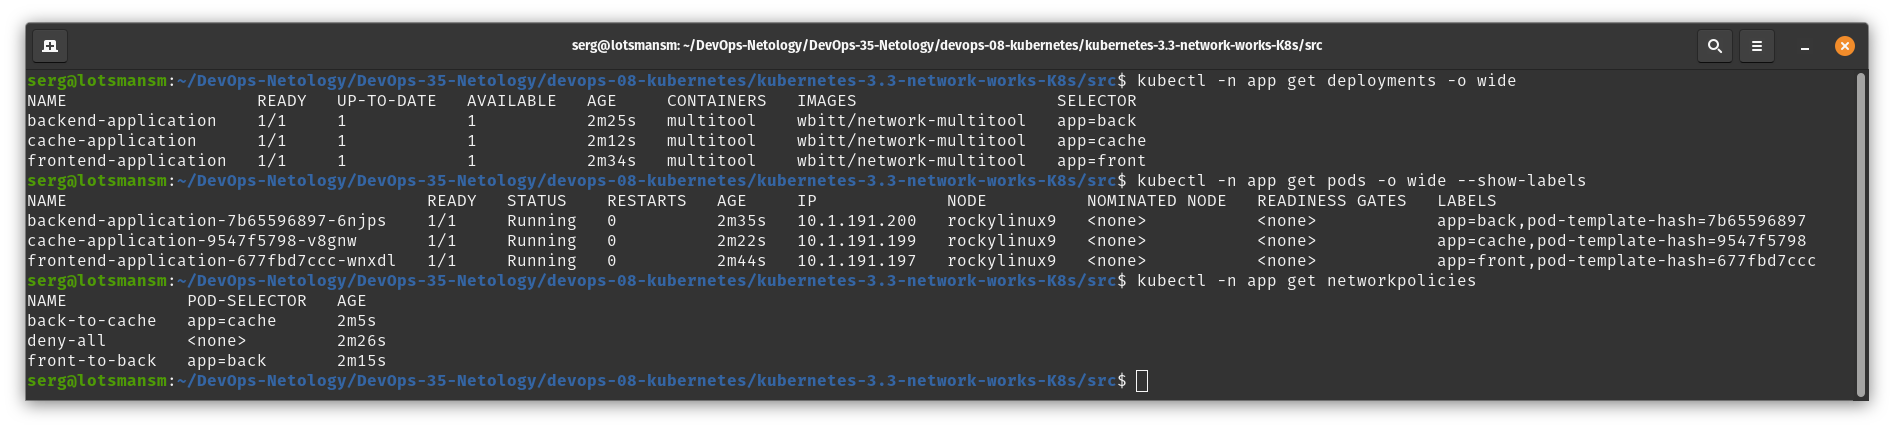 serg@lotsmansm: ~/DevOps-Netology/DevOps-35-Netology/devops-08-kubernetes/kubernetes-3.3-network-works-K8s/src
serg@lotsmansm:~/DevOps-Netology/DevOps-35-Netology/devops-08-kubernetes/kubernetes-3.3-network-works-K8s/src$ kubectl -n app get deployments -o wide
NAME                   READY   UP-TO-DATE   AVAILABLE   AGE     CONTAINERS   IMAGES                    SELECTOR
backend-application    1/1     1            1           2m25s   multitool    wbitt/network-multitool   app=back
cache-application      1/1     1            1           2m12s   multitool    wbitt/network-multitool   app=cache
frontend-application   1/1     1            1           2m34s   multitool    wbitt/network-multitool   app=front
serg@lotsmansm:~/DevOps-Netology/DevOps-35-Netology/devops-08-kubernetes/kubernetes-3.3-network-works-K8s/src$ kubectl -n app get pods -o wide --show-labels
NAME                                    READY   STATUS    RESTARTS   AGE     IP             NODE          NOMINATED NODE   READINESS GATES   LABELS
backend-application-7b65596897-6njps    1/1     Running   0          2m35s   10.1.191.200   rockylinux9   <none>           <none>            app=back,pod-template-hash=7b65596897
cache-application-9547f5798-v8gnw       1/1     Running   0          2m22s   10.1.191.199   rockylinux9   <none>           <none>            app=cache,pod-template-hash=9547f5798
frontend-application-677fbd7ccc-wnxdl   1/1     Running   0          2m44s   10.1.191.197   rockylinux9   <none>           <none>            app=front,pod-template-hash=677fbd7ccc
serg@lotsmansm:~/DevOps-Netology/DevOps-35-Netology/devops-08-kubernetes/kubernetes-3.3-network-works-K8s/src$ kubectl -n app get networkpolicies
NAME            POD-SELECTOR   AGE
back-to-cache   app=cache      2m5s
deny-all        <none>         2m26s
front-to-back   app=back       2m15s
serg@lotsmansm:~/DevOps-Netology/DevOps-35-Netology/devops-08-kubernetes/kubernetes-3.3-network-works-K8s/src$